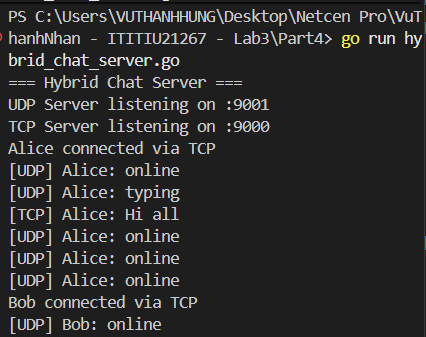 PS C:\Users\VUTHANHHUNG\Desktop\Netcen Pro\VuT
hanhNhan - ITITIU21267 - Lab3\Part4> go run hy
brid_chat_server.go
=== Hybrid Chat Server ===
UDP Server listening on :9001
TCP Server listening on :9000
Alice connected via TCP
[UDP] Alice: online
[UDP] Alice: typing
[TCP] Alice: Hi all
[UDP] Alice: online
[UDP] Alice: online
[UDP] Alice: online
Bob connected via TCP
[UDP] Bob: online